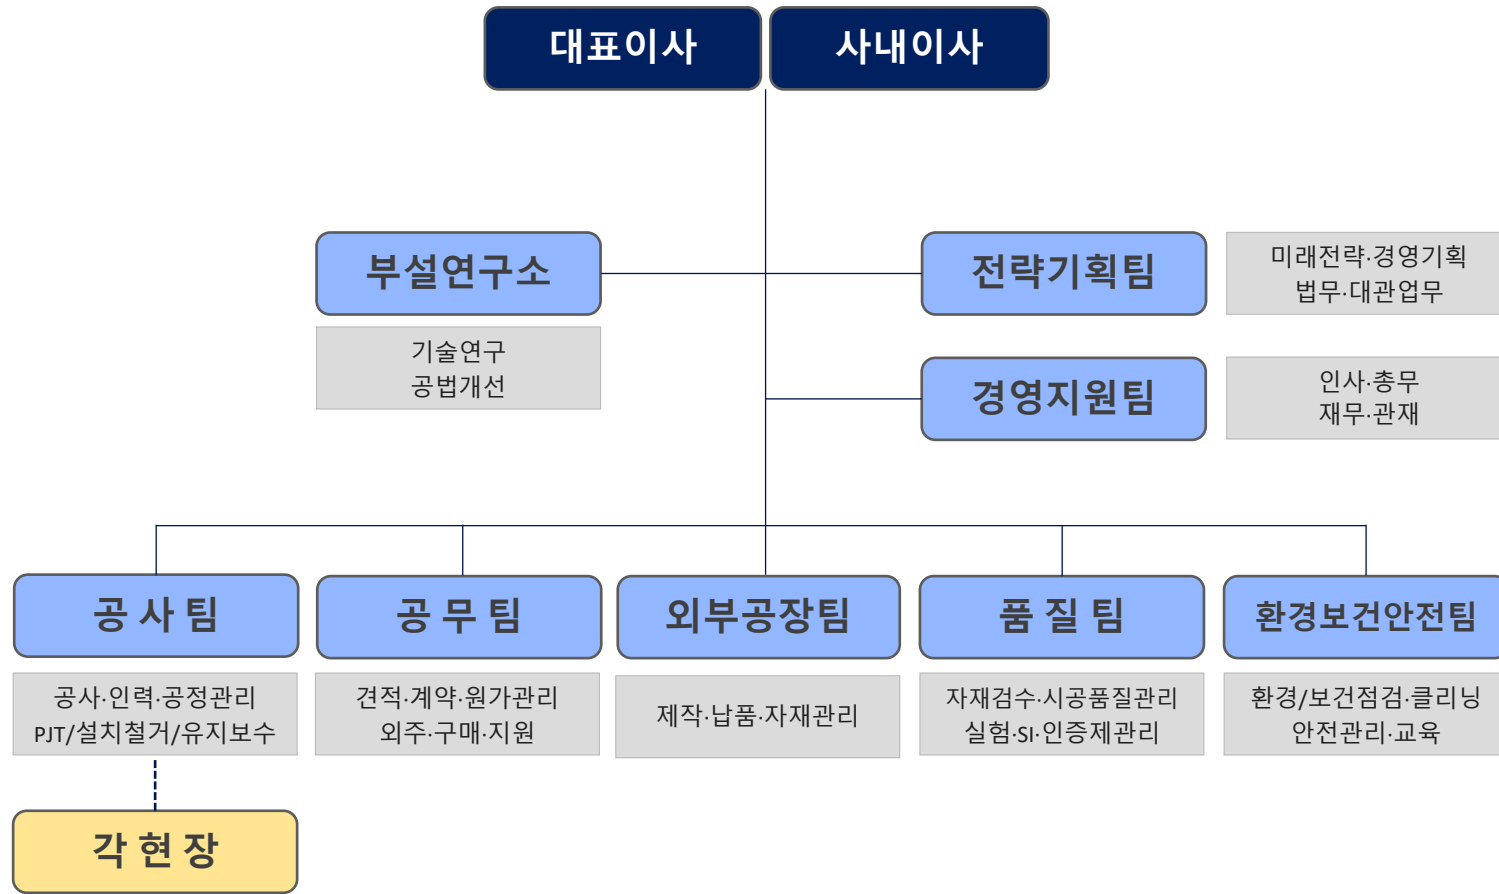 대표이사
사내이사
부설연구소
기술연구
공법개선
전략기획팀
미래전략·경영기획
법무·대관업무
경영지원팀
인사·총무
재무·관재
공 사 팀
공사·인력·공정관리
PJT/설치철거/유지보수
공 무 팀
견적·계약·원가관리
외주·구매·지원
외부공장팀
제작·납품·자재관리
품 질 팀
자재검수·시공품질관리
실험·SI·인증제관리
환경보건안전팀
환경/보건점검·클리닝
안전관리·교육
각 현 장